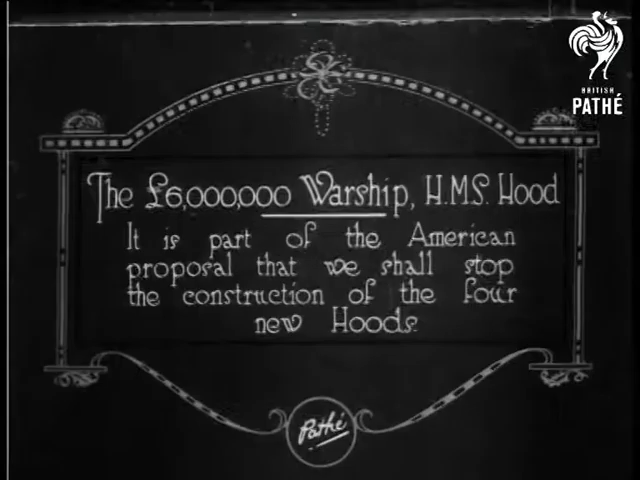 BRITISH
PATHÉ
The £6,000,000 Warship, H.M.S. Hood
It is part of the American
proposal that we shall stop
the construction of the four
new Hoods.
Pathé